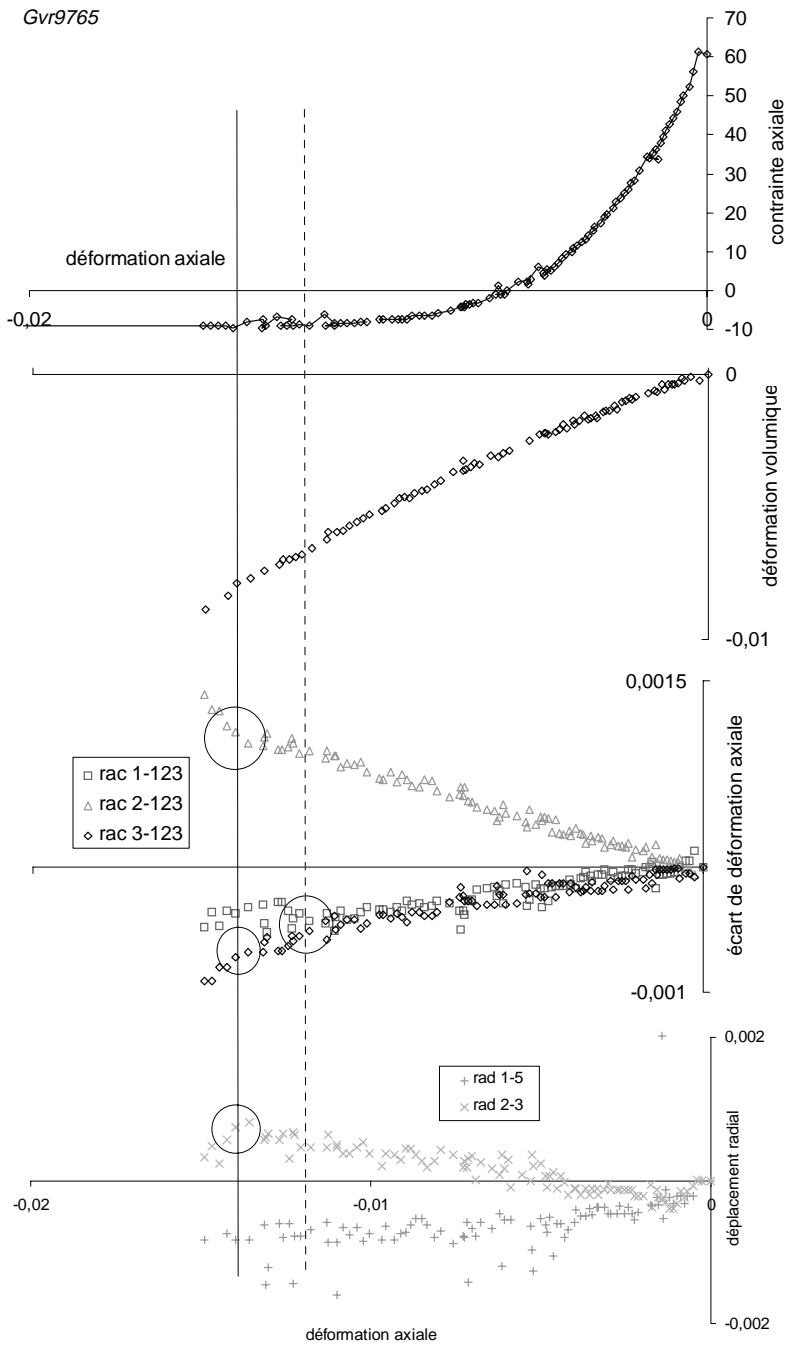 Gvr9765
70
60
50
40
30
20
10
0
-10
contrainte axiale
déformation axiale
-0.02
0
0
déformation volumique
-0,01
0,0015
écart de déformation axiale
rac 1-123
rac 2-123
rac 3-123
-0,001
0,002
rad 1-5
rad 2-3
déplacement radial
-0,02
-0,01
0
-0,002
déformation axiale